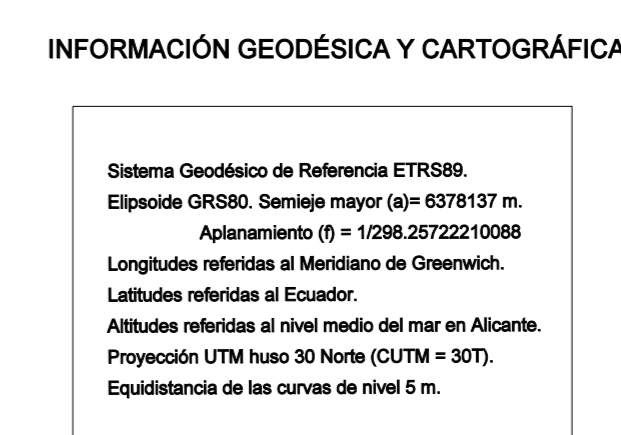 INFORMACIÓN GEODÉSICA Y CARTOGRÁFICA
Sistema Geodésico de Referencia ETRS89.
Elipsoide GRS80. Semieje mayor (a)= 6378137 m.
Aplanamiento (f) = 1/298.25722210088
Longitudes referidas al Meridiano de Greenwich.
Latitudes referidas al Ecuador.
Altitudes referidas al nivel medio del mar en Alicante.
Proyección UTM huso 30 Norte (CUTM = 30T).
Equidistancia de las curvas de nivel 5 m.